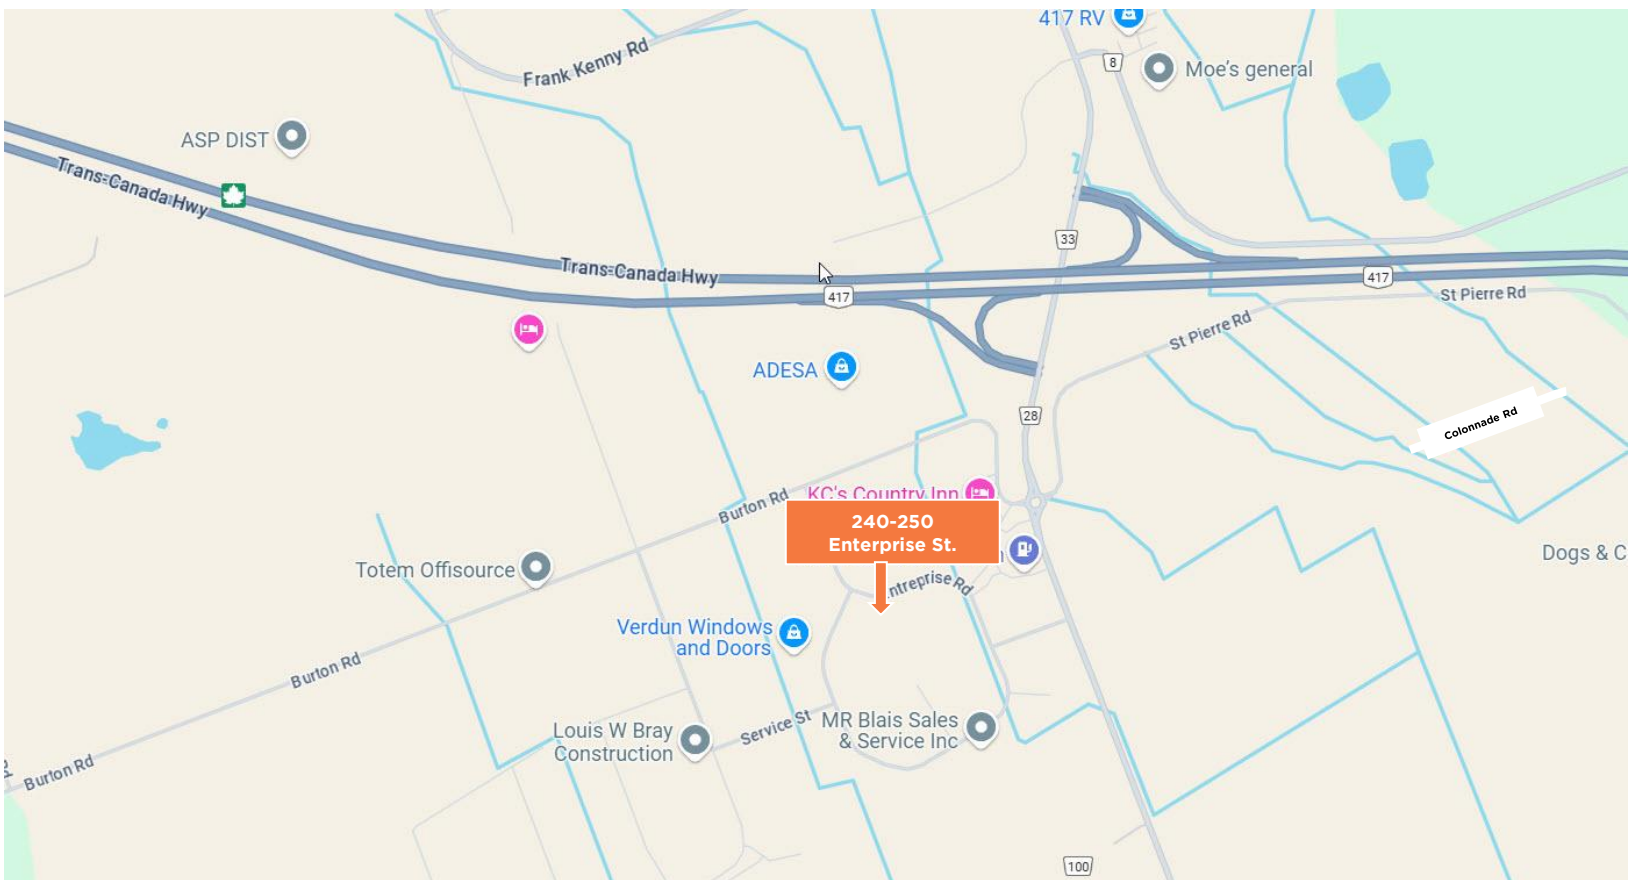 417 RV
8
Moe's general
Frank Kenny Rd
ASP DIST
Trans-Canada Hwy
33
Trans-Canada Hwy
417
417
St Pierre Rd
St Pierre Rd
ADESA
28
Colonnade Rd
KC's Country Inn
Burton Rd
240-250
Enterprise St.
Dogs & C
Totem Offisource
ntreprise Rd
Verdun Windows
and Doors
Burton Rd
Service St
MR Blais Sales
& Service Inc
Louis W Bray
Construction
Burton Rd
100